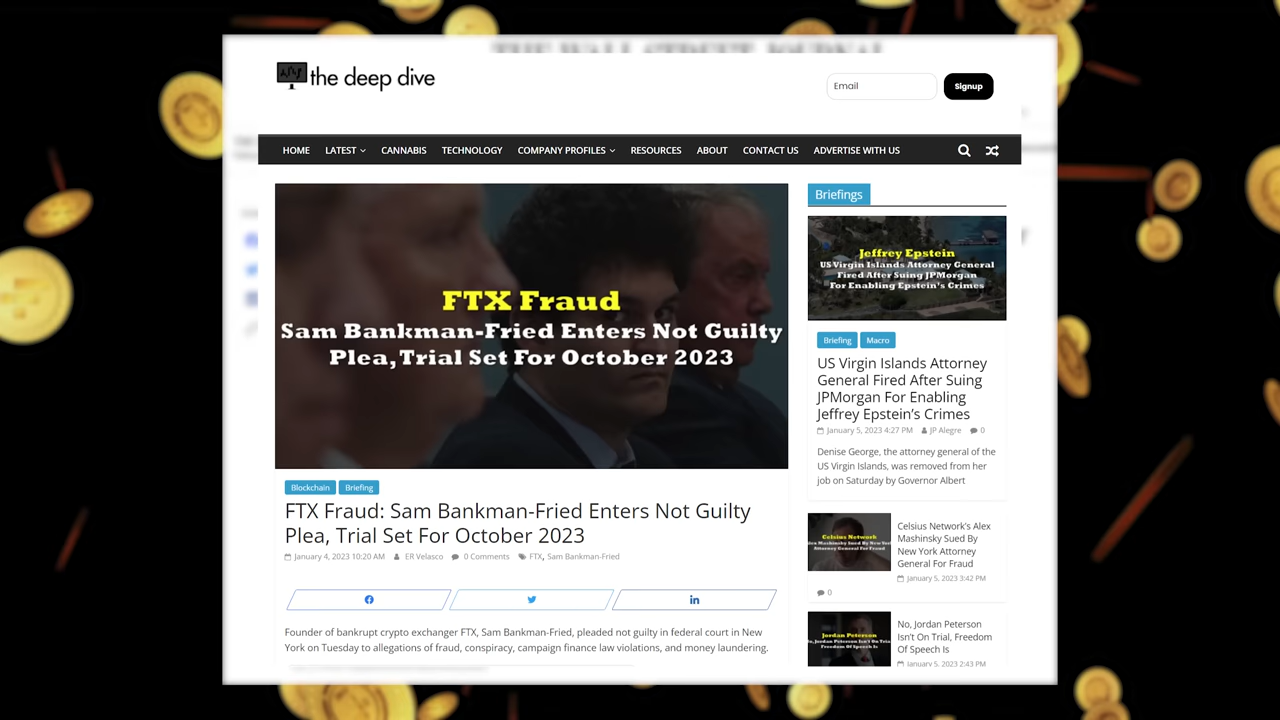 THE WALL STREET JOURNAL
the deep dive
Email
Signup
HOME LATEST CANNABIS TECHNOLOGY COMPANY PROFILES RESOURCES ABOUT CONTACT US ADVERTISE WITH US
FTX Fraud
Sam Bankman-Fried Enters Not Guilty
Plea, Trial Set For October 2023
Blockchain Briefing
FTX Fraud: Sam Bankman-Fried Enters Not Guilty
Plea, Trial Set For October 2023
January 4, 2023 10:20 AM ER Velasco 0 Comments FTX, Sam Bankman-Fried
Founder of bankrupt crypto exchanger FTX, Sam Bankman-Fried, pleaded not guilty in federal court in New
York on Tuesday to allegations of fraud, conspiracy, campaign finance law violations, and money laundering.
Briefings
Jeffrey Epstein
US Virgin Islands Attorney General
Fired After Suing JPMorgan
For Enabling Epstein's Crimes
Briefing Macro
US Virgin Islands Attorney
General Fired After Suing
JPMorgan For Enabling
Jeffrey Epstein's Crimes
January 5, 2023 4:27 PM JP Alegre 0
Denise George, the attorney general of the
US Virgin Islands, was removed from her
job on Saturday by Governor Albert
Celsius Network
Alex Mashinsky Sued By New York
Attorney General For Fraud
Celsius Network's Alex
Mashinsky Sued By
New York Attorney
General For Fraud
January 5, 2023 3:42 PM
0
Jordan Peterson
No, Jordan Peterson Isn't On Trial
Freedom Of Speech Is
No, Jordan Peterson
Isn't On Trial, Freedom
Of Speech Is
January 5, 2023 2:43 PM